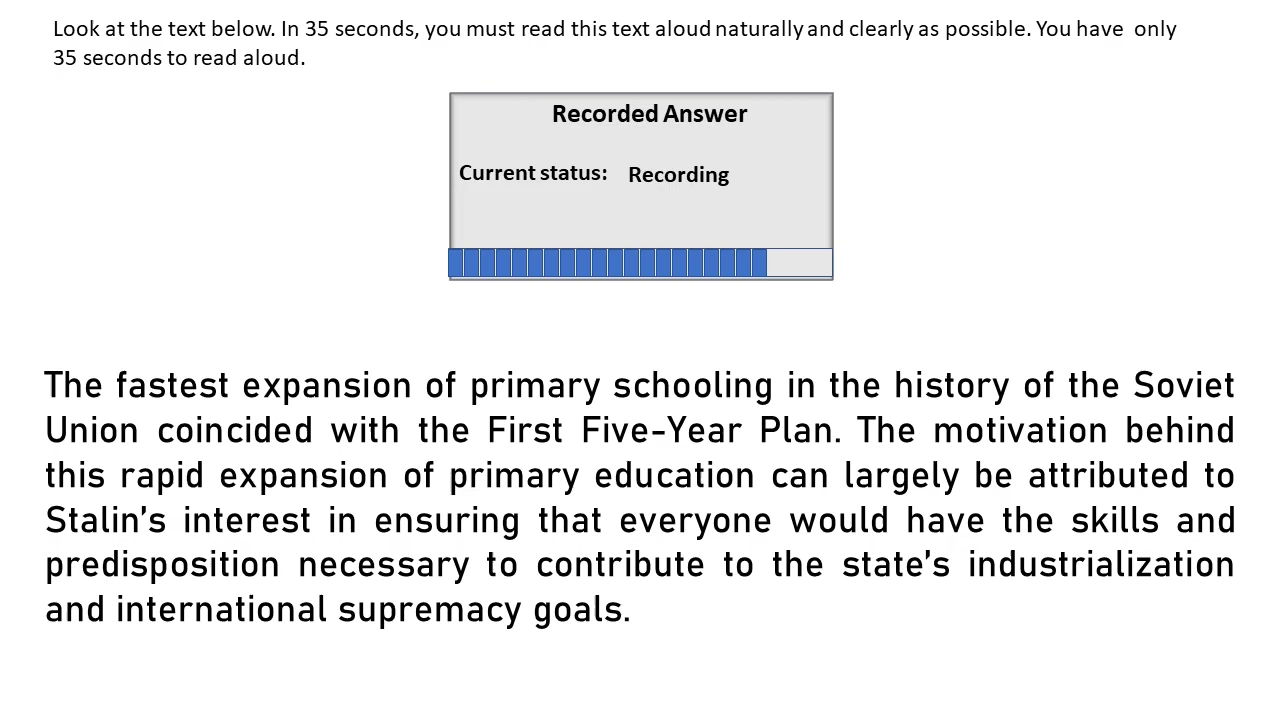 Look at the text below. In 35 seconds, you must read this text aloud naturally and clearly as possible. You have only
35 seconds to read aloud.
Recorded Answer
Current status: Recording
The fastest expansion of primary schooling in the history of the Soviet
Union coincided with the First Five-Year Plan. The motivation behind
this rapid expansion of primary education can largely be attributed to
Stalin’s interest in ensuring that everyone would have the skills and
predisposition necessary to contribute to the state’s industrialization
and international supremacy goals.